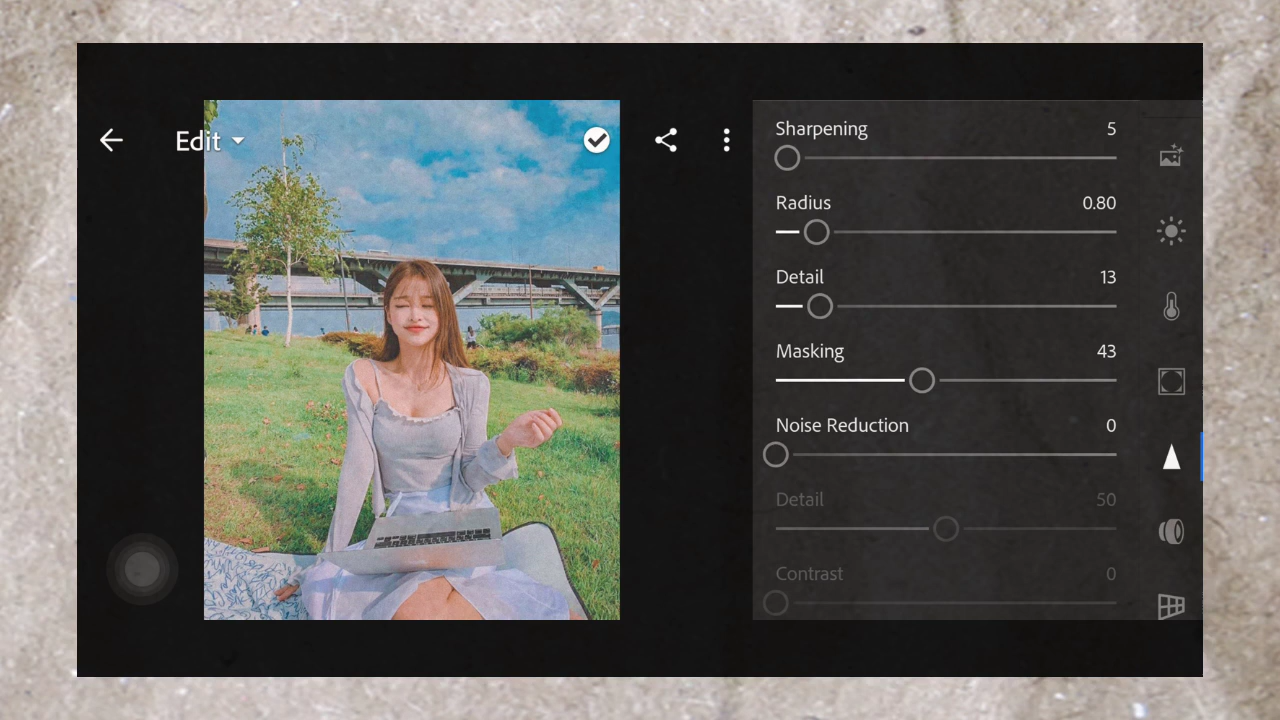 Edit
Sharpening 5
Radius 0.80
Detail 13
Masking 43
Noise Reduction 0
Detail 50
Contrast 0